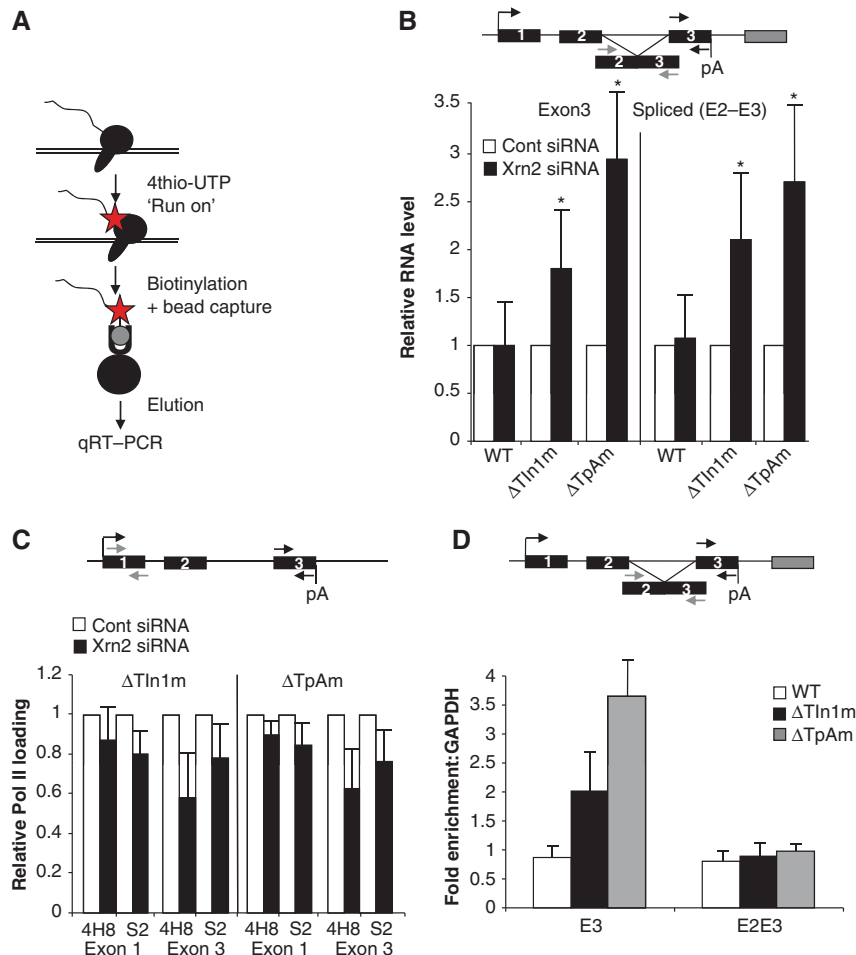 A
4thio-UTP
'Run on'
Biotinylation
+ bead capture
Elution
qRT–PCR
B
1 2 3
2 3
pA
Relative RNA level
3.5
3
2.5
2
1.5
1
0.5
0
Exon3
Spliced (E2–E3)
Cont siRNA
Xrn2 siRNA
*
*
*
*
WT
ΔTIn1m
ΔTpAm
WT
ΔTIn1m
ΔTpAm
C
1 2 3
pA
Cont siRNA
Xrn2 siRNA
Relative Pol II loading
1.2
1
0.8
0.6
0.4
0.2
0
ΔTIn1m
ΔTpAm
4H8 S2 4H8 S2 4H8 S2 4H8 S2
Exon 1 Exon 3 Exon 1 Exon 3
D
1 2 3
2 3
pA
Fold enrichment:GAPDH
4
3.5
3
2.5
2
1.5
1
0.5
0
WT
ΔTIn1m
ΔTpAm
E3
E2E3